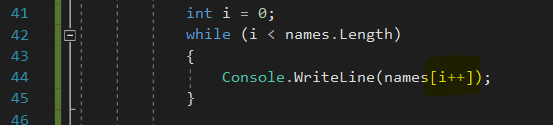 41 int i = 0;
42 while (i < names.Length)
43 {
44 Console.WriteLine(names[i++]);
45 }
46